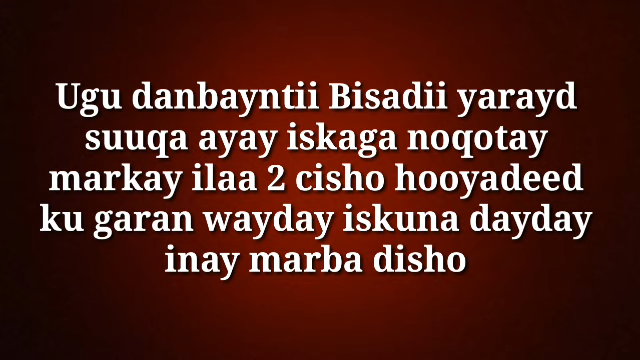 Ugu danbayntii Bisadii yarayd
suuqa ayay iskaga noqotay
markay ilaa 2 cisho hooyadeed
ku garan wayday iskuna dayday
inay marba disho